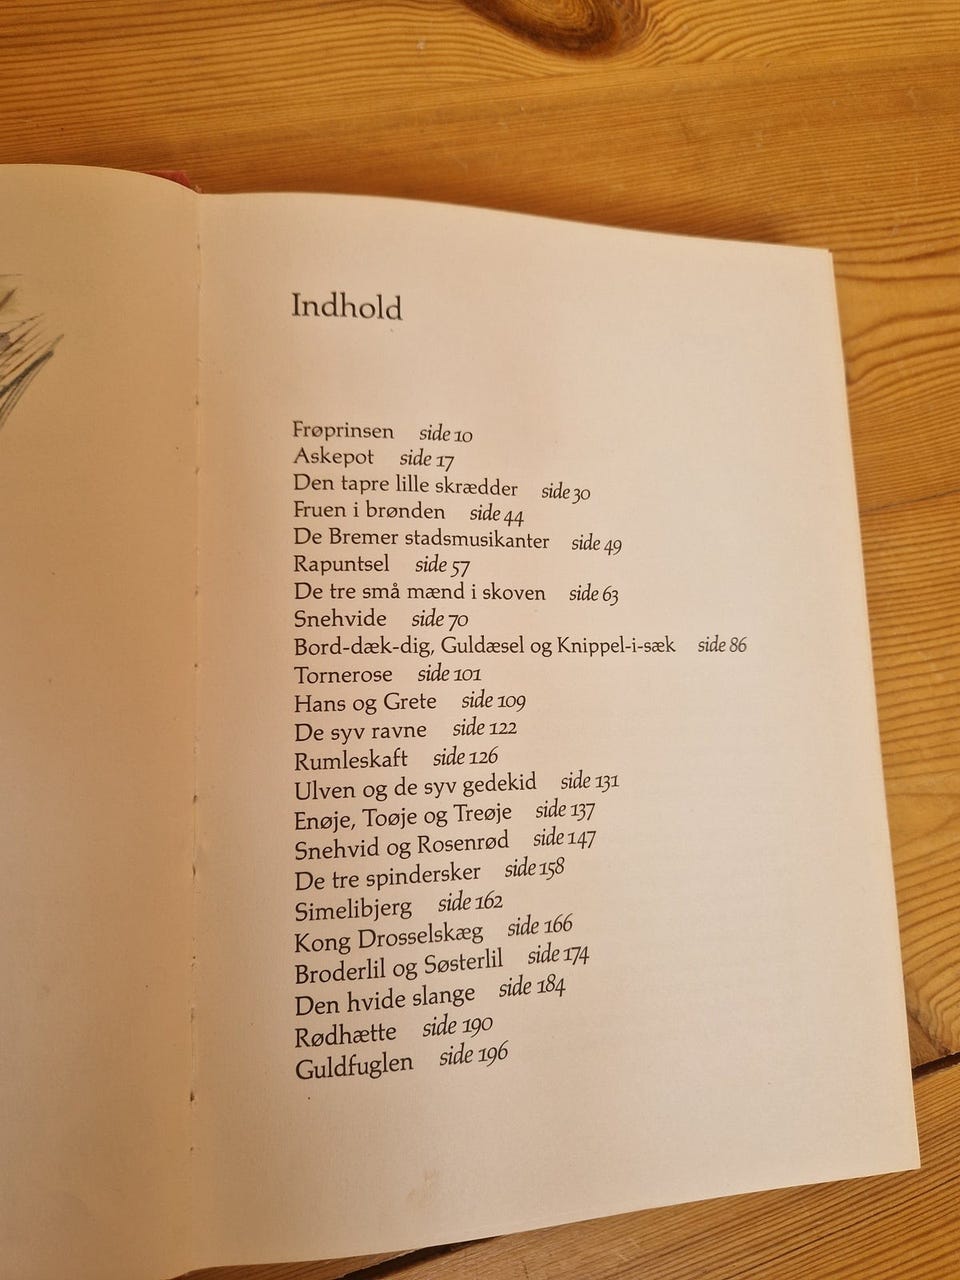 Indhold
Frøprinsen side 10
Askepot side 17
Den tapre lille skrædder side 30
Fruen i brønden side 44
De Bremer stadsmusikanter side 49
Rapuntsel side 57
De tre små mænd i skoven side 63
Snehvide side 70
Bord-dæk-dig, Guldæsel og Knippel-i-sæk side 86
Tornerose side 101
Hans og Grete side 109
De syv ravne side 122
Rumleskaft side 126
Ulven og de syv gedekid side 131
Enøje, Toøje og Treøje side 137
Snehvid og Rosenrød side 147
De tre spindersker side 158
Simelibjerg side 162
Kong Drosselskæg side 166
Broderlil og Søsterlil side 174
Den hvide slange side 184
Rødhætte side 190
Guldfuglen side 196